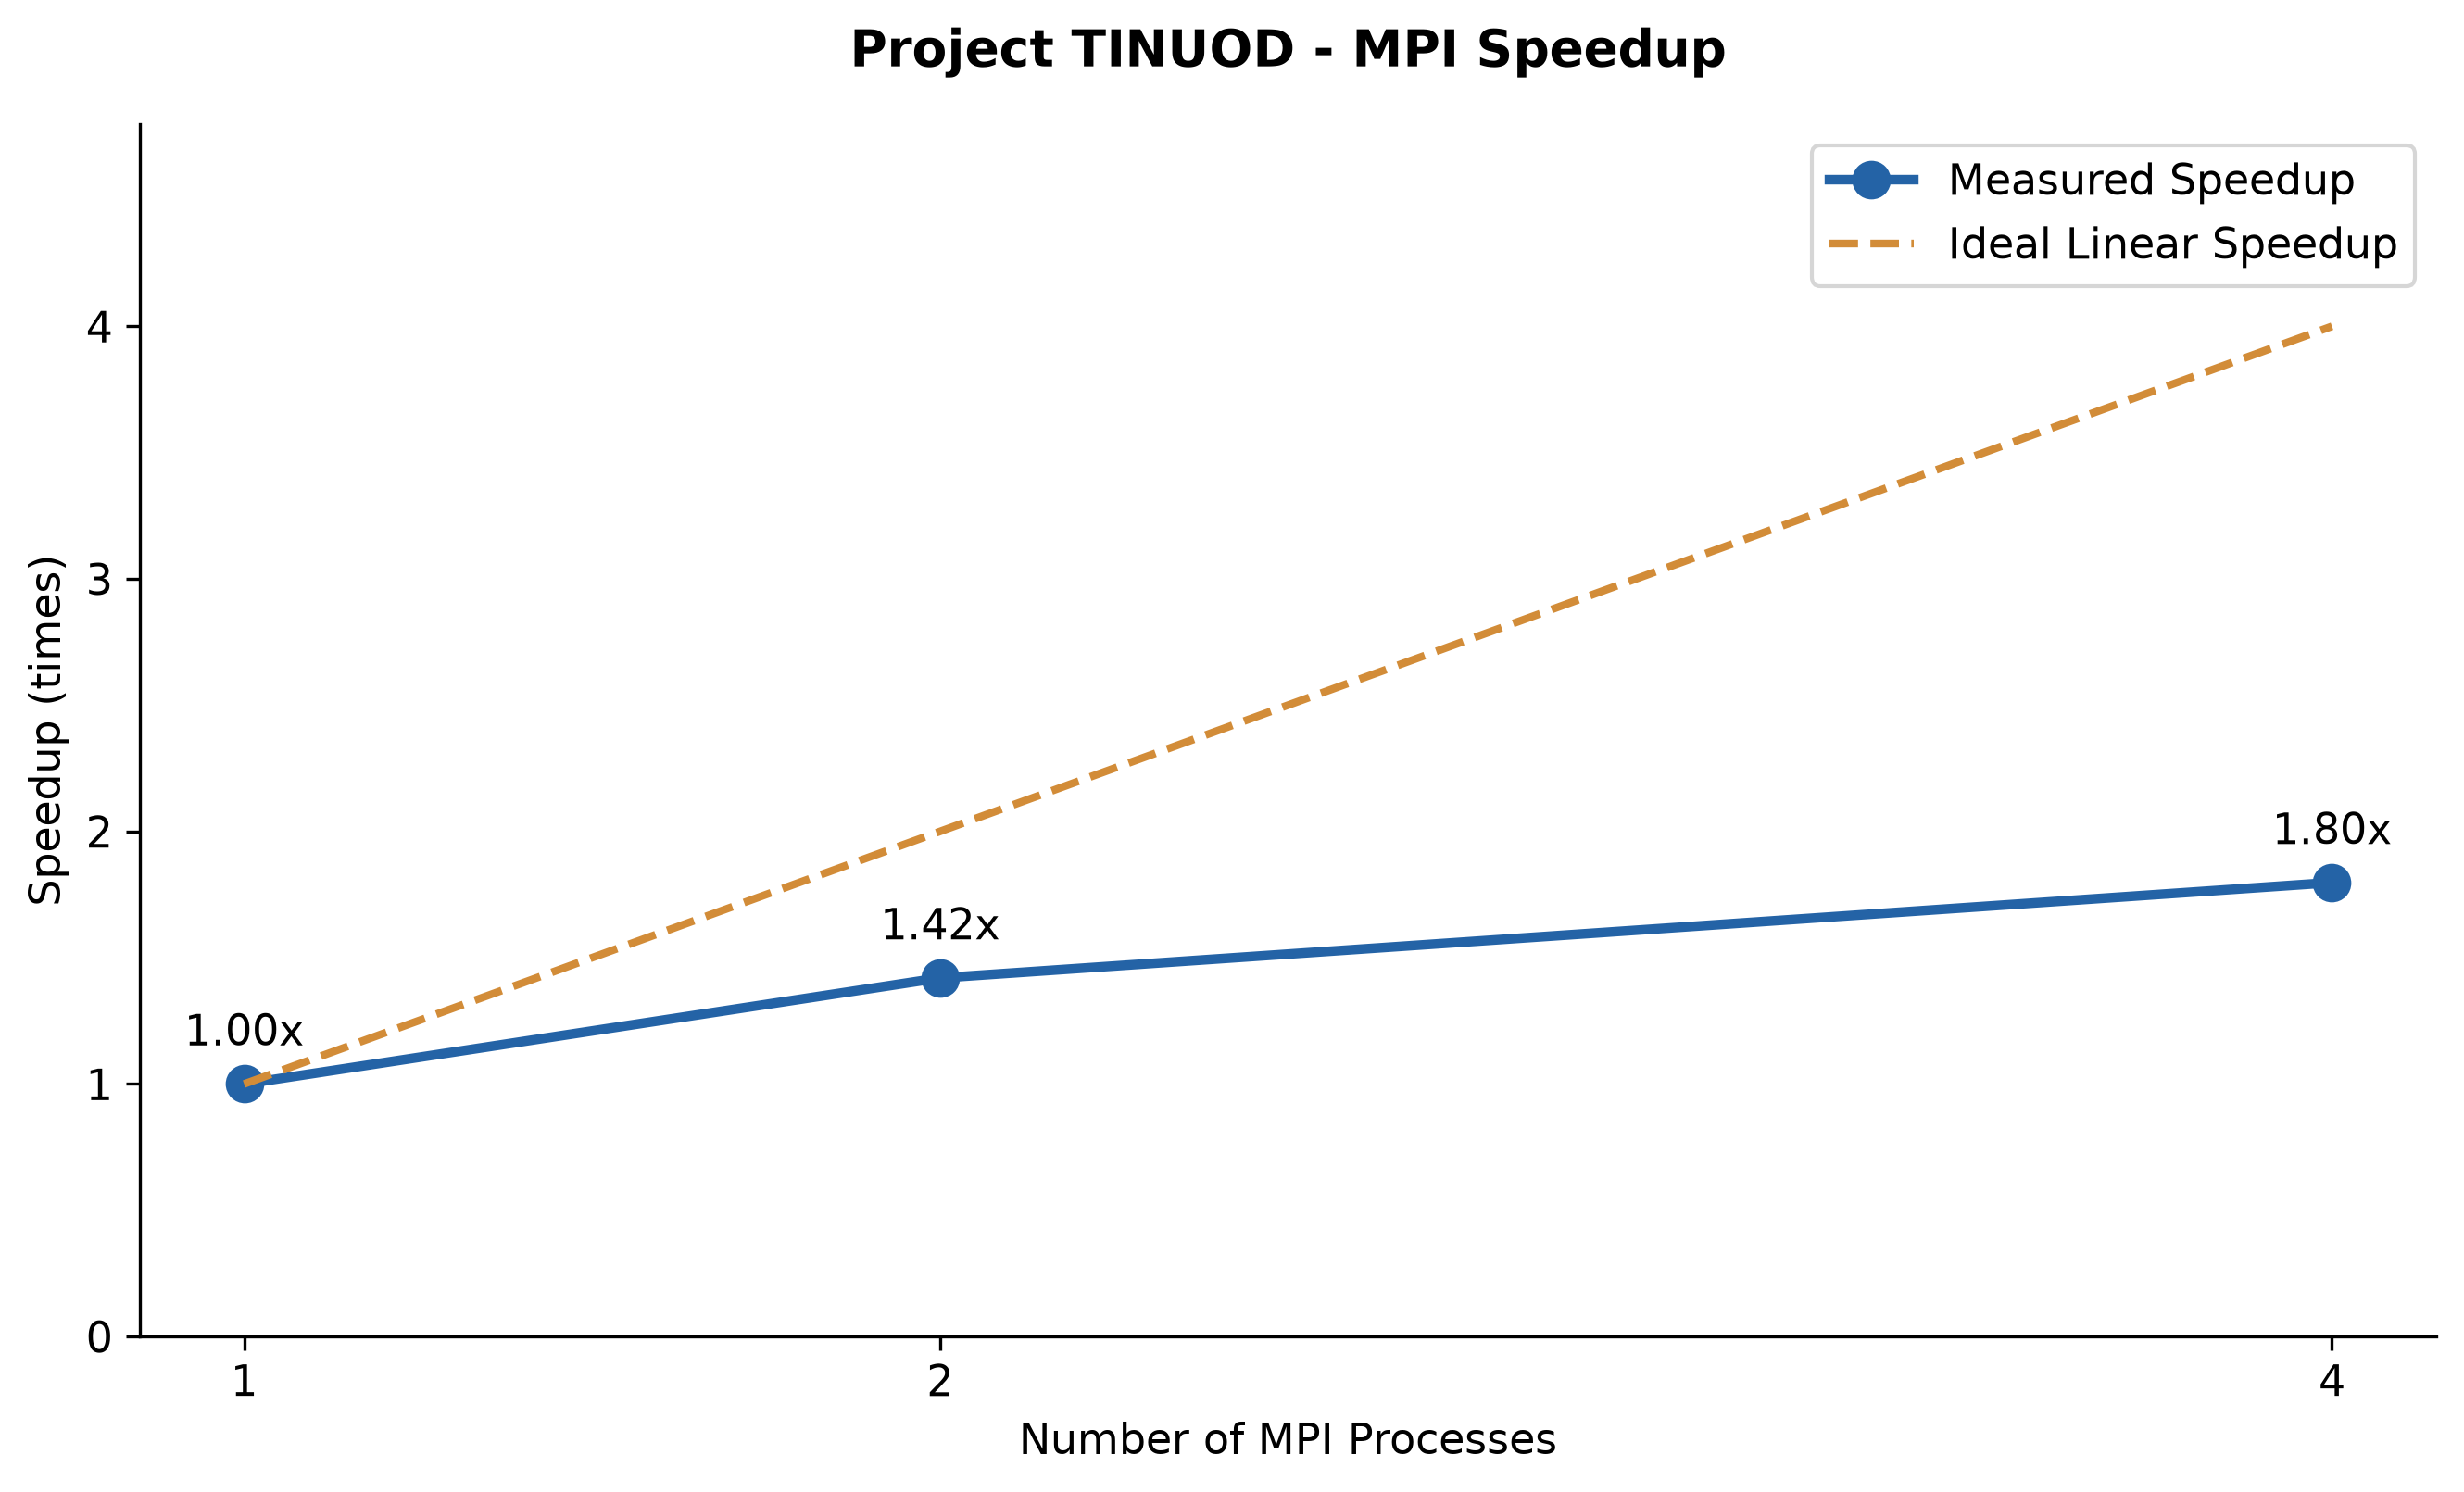 Project TINUOD - MPI Speedup
Measured Speedup
Ideal Linear Speedup
Speedup (times)
4
3
2
1
0
1.00x
1.42x
1.80x
1
2
4
Number of MPI Processes